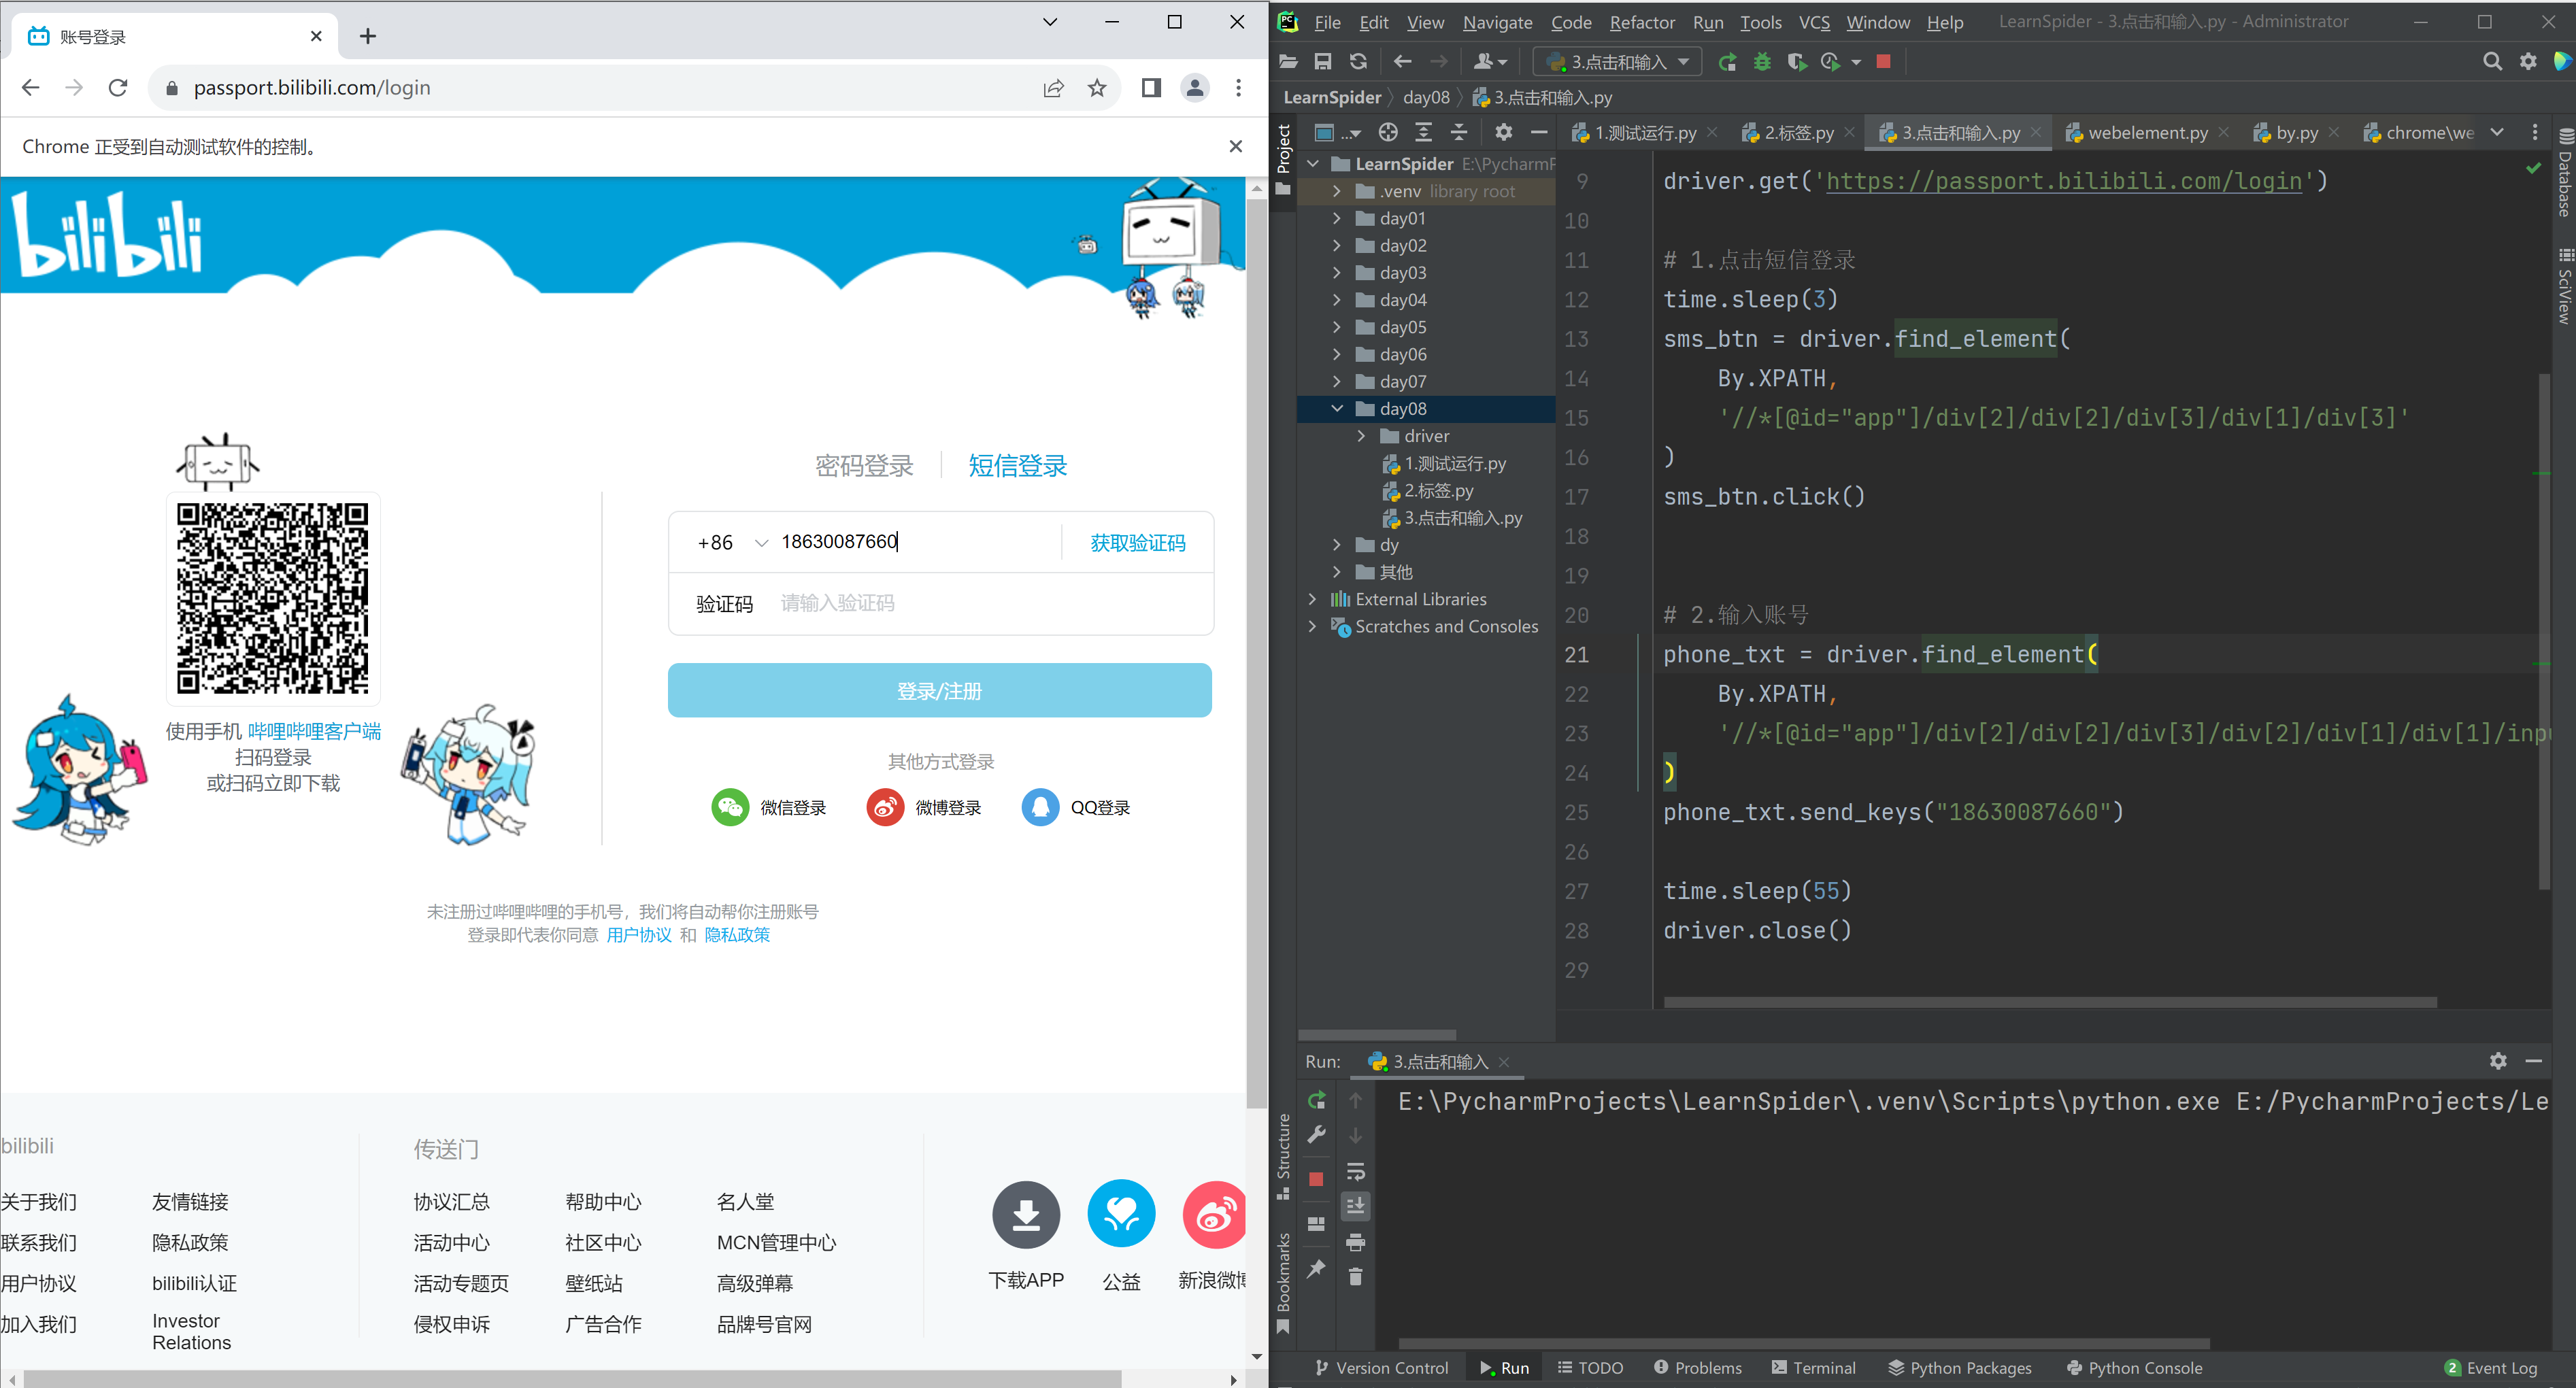 账号登录
passport.bilibili.com/login
Chrome 正受到自动测试软件的控制。
bilibili
密码登录
短信登录
+86
18630087660
获取验证码
验证码
请输入验证码
登录/注册
使用手机 哔哩哔哩客户端
扫码登录
或扫码立即下载
其他方式登录
微信登录
微博登录
QQ登录
未注册过哔哩哔哩的手机号，我们将自动帮你注册账号
登录即代表你同意 用户协议 和 隐私政策
bilibili
传送门
关于我们
友情链接
协议汇总
帮助中心
名人堂
联系我们
隐私政策
活动中心
社区中心
MCN管理中心
用户协议
bilibili认证
活动专题页
壁纸站
高级弹幕
加入我们
Investor
Relations
侵权申诉
广告合作
品牌号官网
下载APP
公益
新浪微博
PC
File Edit View Navigate Code Refactor Run Tools VCS Window Help
LearnSpider - 3.点击和输入.py - Administrator
3.点击和输入
LearnSpider
day08
3.点击和输入.py
Project
...
1.测试运行.py
2.标签.py
3.点击和输入.py
webelement.py
by.py
chrome\we
LearnSpider E:\PycharmP
.venv library root
day01
day02
day03
day04
day05
day06
day07
day08
driver
1.测试运行.py
2.标签.py
3.点击和输入.py
dy
其他
External Libraries
Scratches and Consoles
9 driver.get('https://passport.bilibili.com/login')
10
11 # 1.点击短信登录
12 time.sleep(3)
13 sms_btn = driver.find_element(
14 By.XPATH,
15 '//*[@id="app"]/div[2]/div[2]/div[3]/div[1]/div[3]'
16 )
17 sms_btn.click()
18
19
20 # 2.输入账号
21 phone_txt = driver.find_element(
22 By.XPATH,
23 '//*[@id="app"]/div[2]/div[2]/div[3]/div[2]/div[1]/div[1]/inp
24 )
25 phone_txt.send_keys("18630087660")
26
27 time.sleep(55)
28 driver.close()
29
Database
SciView
Run:
3.点击和输入
E:\PycharmProjects\LearnSpider\.venv\Scripts\python.exe E:/PycharmProjects/Le
Structure
Bookmarks
Version Control
Run
TODO
Problems
Terminal
Python Packages
Python Console
2 Event Log